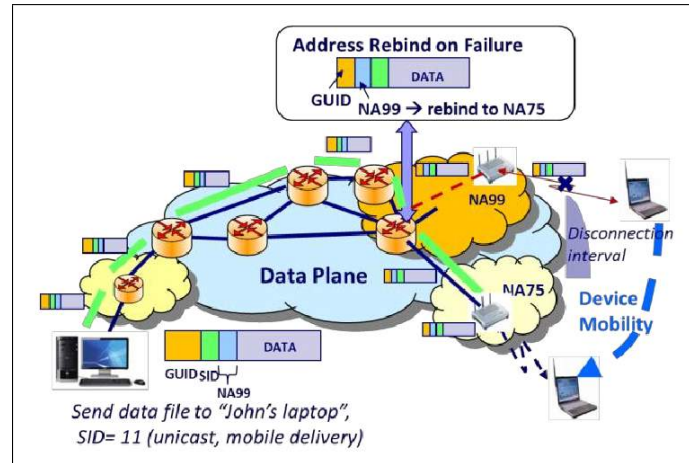 Address Rebind on Failure
DATA
GUID
NA99 → rebind to NA75
NA99
Disconnection
interval
Data Plane
NA75
Device
Mobility
DATA
GUID SID
NA99
Send data file to “John’s laptop”,
SID= 11 (unicast, mobile delivery)